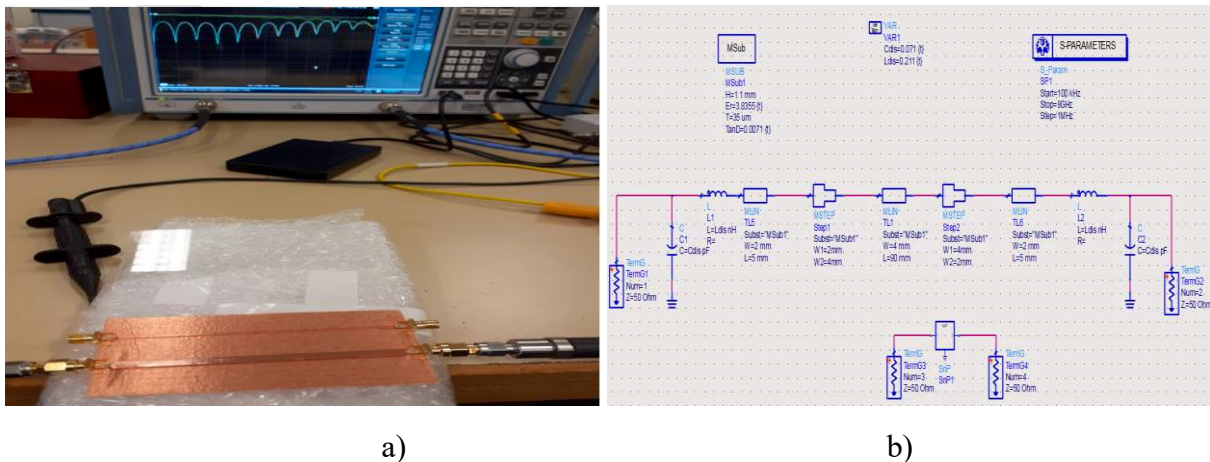 VAR
VAR1
Cdis=0.071 {t}
Ldis=0.211 {t}
MSub
MSUB
MSub1
H=1.1 mm
Er=3.8355 {t}
T=35 um
TanD=0.0071 {t}
S-PARAMETERS
S_Param
SP1
Start=100 kHz
Stop=8GHz
Step=1MHz
C
C1
C=Cdis pF
L
L1
L=Ldis nH
R=
MLIN
TL5
Subst="MSub1"
W=2 mm
L=5 mm
MSTEP
Step1
Subst="MSub1"
W1=2mm
W2=4mm
MLIN
TL1
Subst="MSub1"
W=4 mm
L=90 mm
MSTEP
Step2
Subst="MSub1"
W1=4mm
W2=2mm
MLIN
TL6
Subst="MSub1"
W=2 mm
L=5 mm
L
L2
L=Ldis nH
R=
C
C2
C=Cdis pF
TermG
TermG1
Num=1
Z=50 Ohm
TermG
TermG2
Num=2
Z=50 Ohm
TermG
TermG3
Num=3
Z=50 Ohm
SnP
SnP1
TermG
TermG4
Num=4
Z=50 Ohm
a)
b)